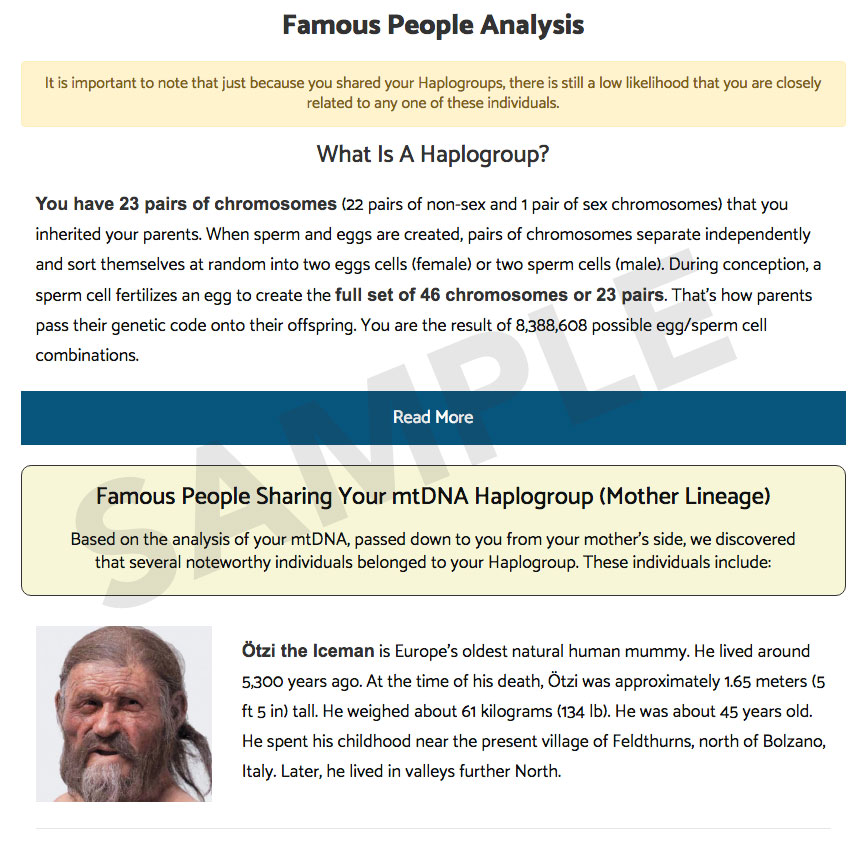 Famous People Analysis
It is important to note that just because you shared your Haplogroups, there is still a low likelihood that you are closely
related to any one of these individuals.
What Is A Haplogroup?
You have 23 pairs of chromosomes (22 pairs of non-sex and 1 pair of sex chromosomes) that you
inherited your parents. When sperm and eggs are created, pairs of chromosomes separate independently
and sort themselves at random into two eggs cells (female) or two sperm cells (male). During conception, a
sperm cell fertilizes an egg to create the full set of 46 chromosomes or 23 pairs. That's how parents
pass their genetic code onto their offspring. You are the result of 8,388,608 possible egg/sperm cell
combinations.
Read More
SAMPLE
Famous People Sharing Your mtDNA Haplogroup (Mother Lineage)
Based on the analysis of your mtDNA, passed down to you from your mother's side, we discovered
that several noteworthy individuals belonged to your Haplogroup. These individuals include:
Ötzi the Iceman is Europe's oldest natural human mummy. He lived around
5,300 years ago. At the time of his death, Ötzi was approximately 1.65 meters (5
ft 5 in) tall. He weighed about 61 kilograms (134 lb). He was about 45 years old.
He spent his childhood near the present village of Feldthurns, north of Bolzano,
Italy. Later, he lived in valleys further North.